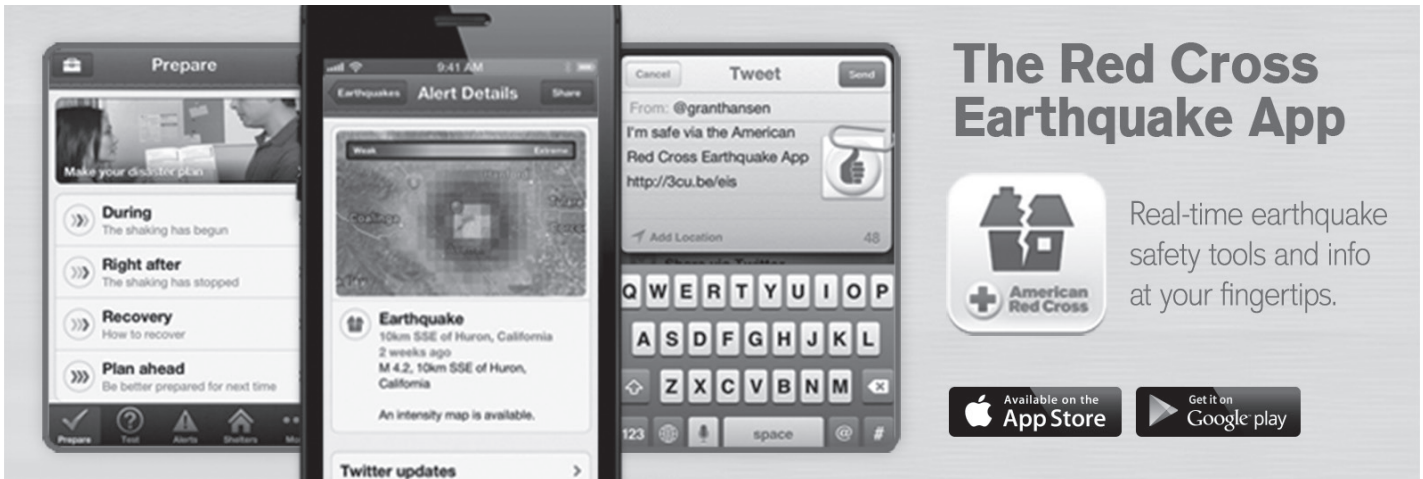 Prepare
Make your disaster plan
During
The shaking has begun
Right after
The shaking has stopped
Recovery
How to recover
Plan ahead
Be better prepared for next time
Prepare
Test
Alerts
Shelters
9:41 AM
Earthquakes
Alert Details
Share
Weak
Extreme
Coalinga
Earthquake
10km SSE of Huron, California
2 weeks ago
M 4.2, 10km SSE of Huron,
California
An intensity map is available.
Twitter updates
Cancel
Tweet
Send
From: @granthansen
I'm safe via the American
Red Cross Earthquake App
http://3cu.be/eis
Add Location
48
Share via Twitter
Q W E R T Y U I O P
A S D F G H J K L
Z X C V B N M
123
space
@
#
The Red Cross
Earthquake App
American
Red Cross
Real-time earthquake
safety tools and info
at your fingertips.
Available on the
App Store
Get it on
Google play